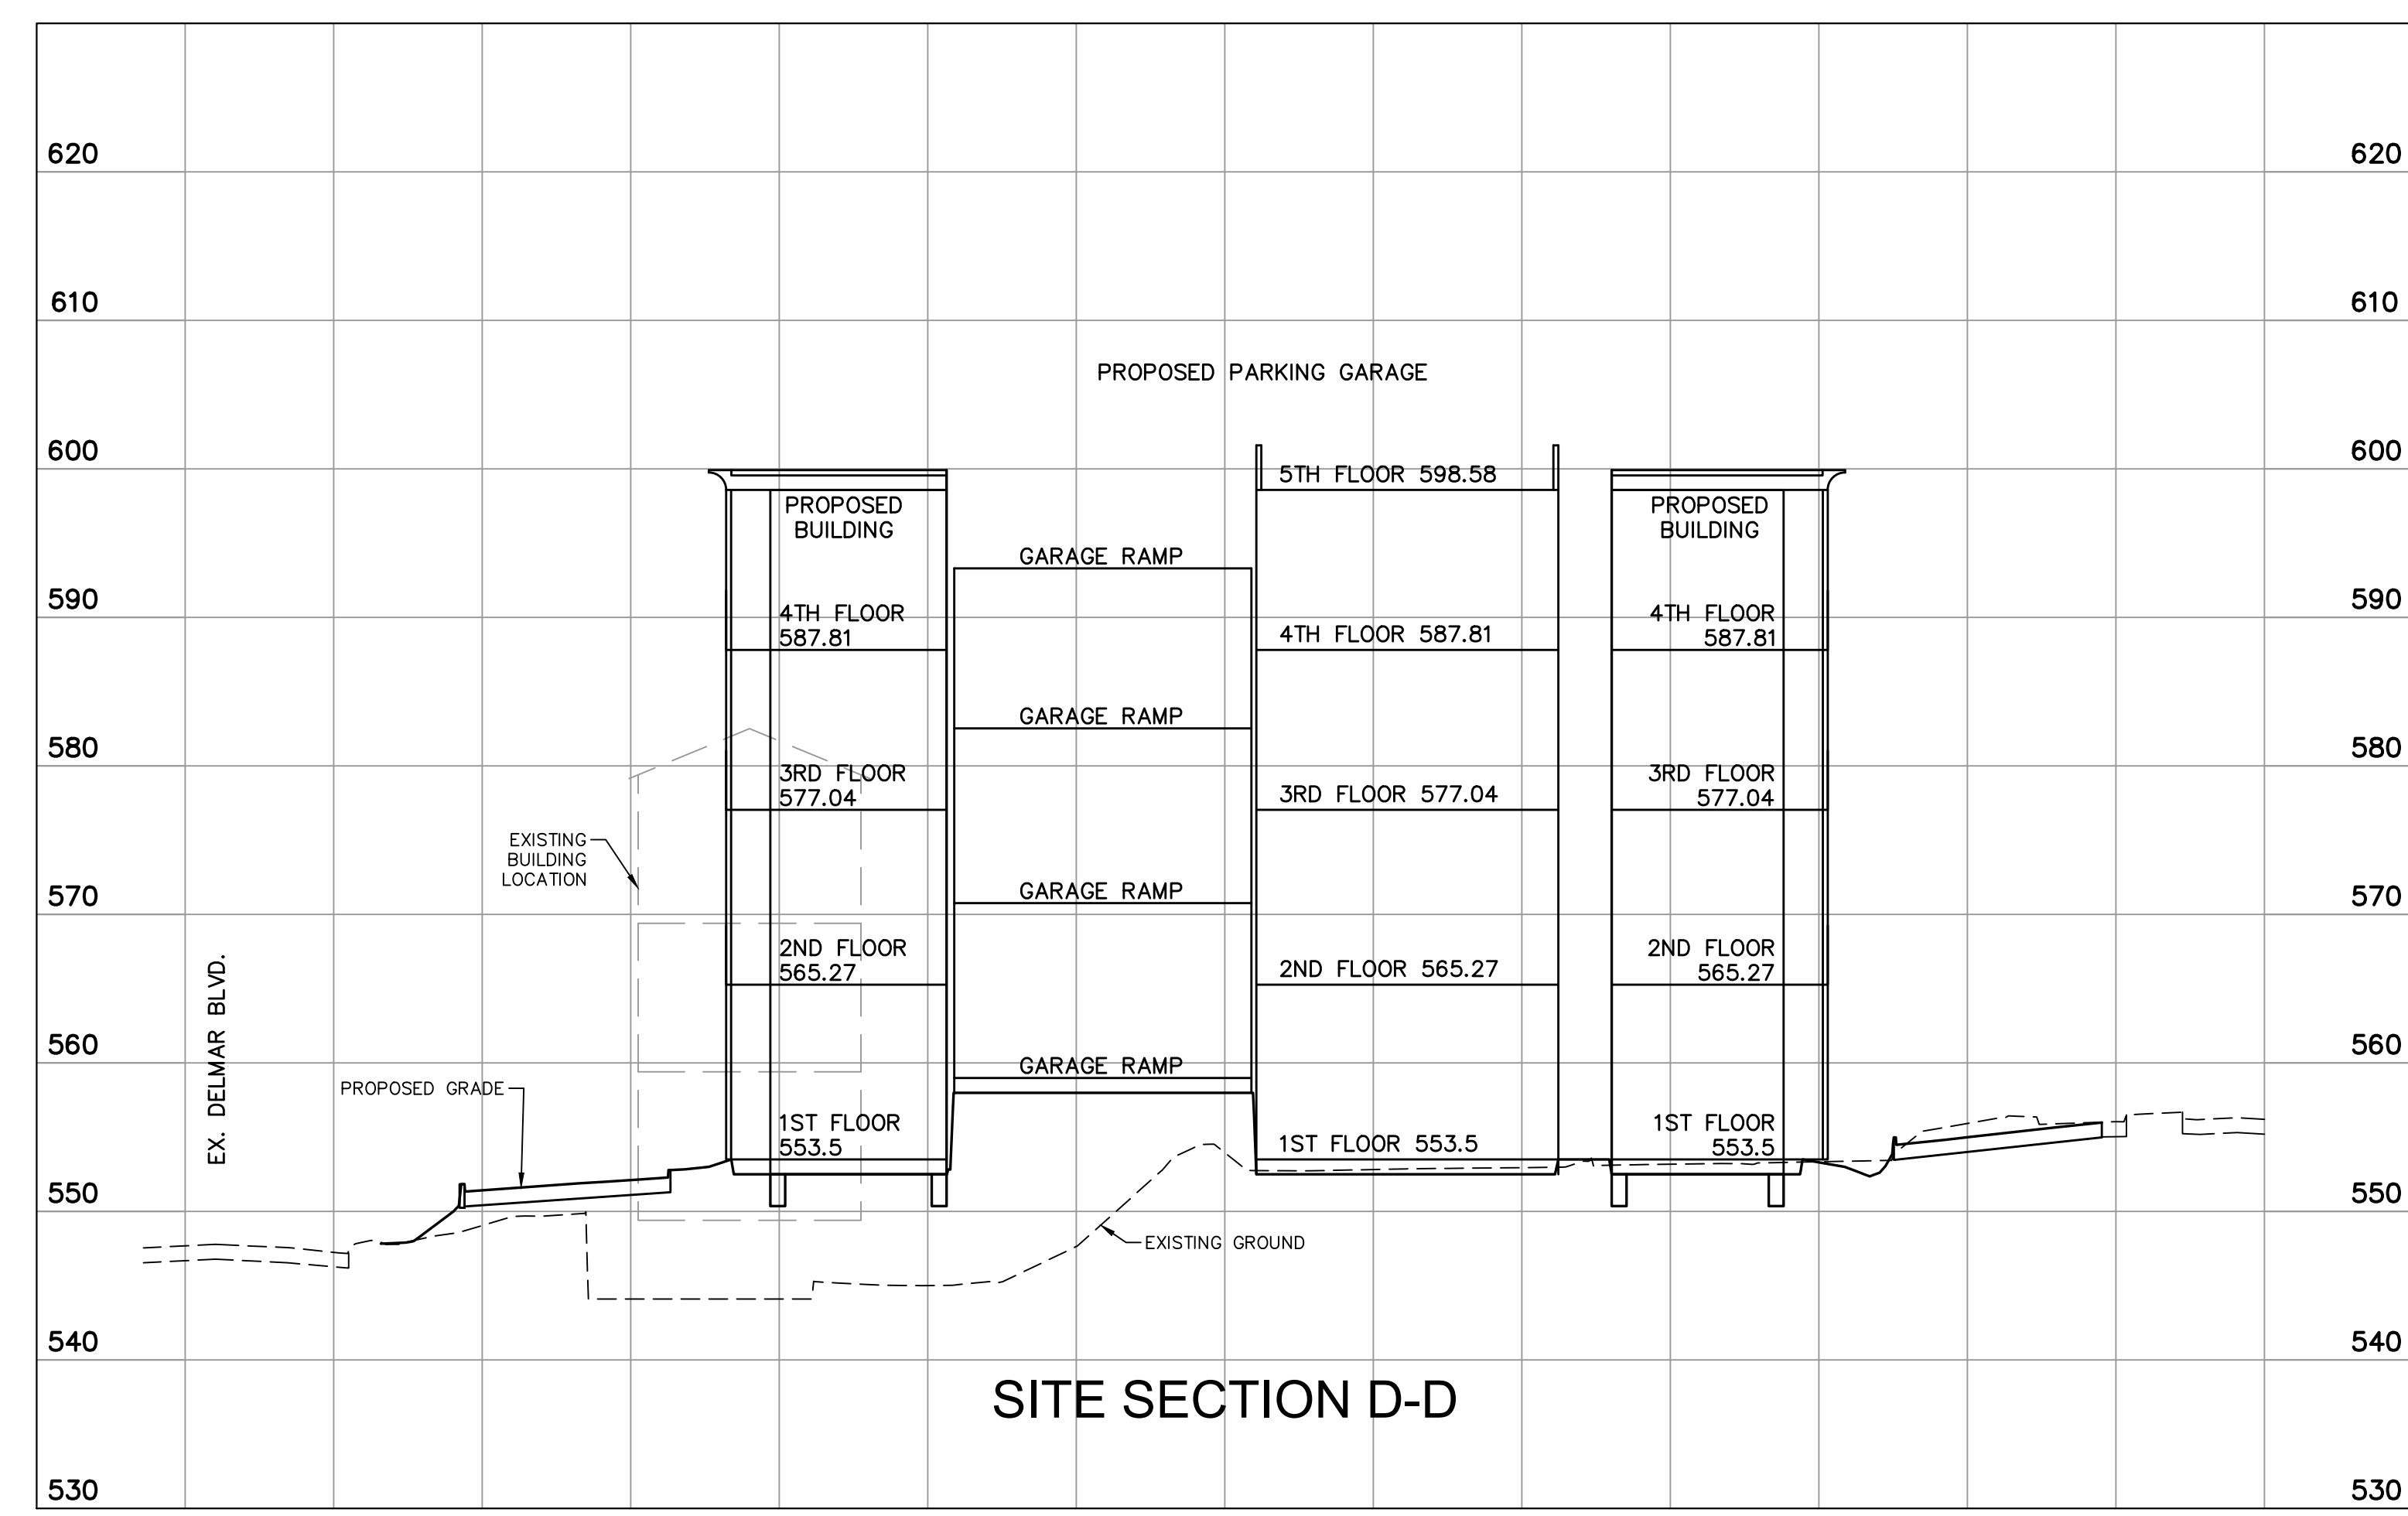 620
620
610
610
PROPOSED PARKING GARAGE
600
600
5TH FLOOR 598.58
PROPOSED
BUILDING
PROPOSED
BUILDING
GARAGE RAMP
590
590
4TH FLOOR
587.81
4TH FLOOR 587.81
4TH FLOOR
587.81
GARAGE RAMP
580
580
3RD FLOOR
577.04
3RD FLOOR 577.04
3RD FLOOR
577.04
EXISTING
BUILDING
LOCATION
GARAGE RAMP
570
570
2ND FLOOR
565.27
2ND FLOOR 565.27
2ND FLOOR
565.27
EX. DELMAR BLVD.
560
560
GARAGE RAMP
PROPOSED GRADE
1ST FLOOR
553.5
1ST FLOOR 553.5
1ST FLOOR
553.5
550
550
EXISTING GROUND
540
540
SITE SECTION D-D
530
530